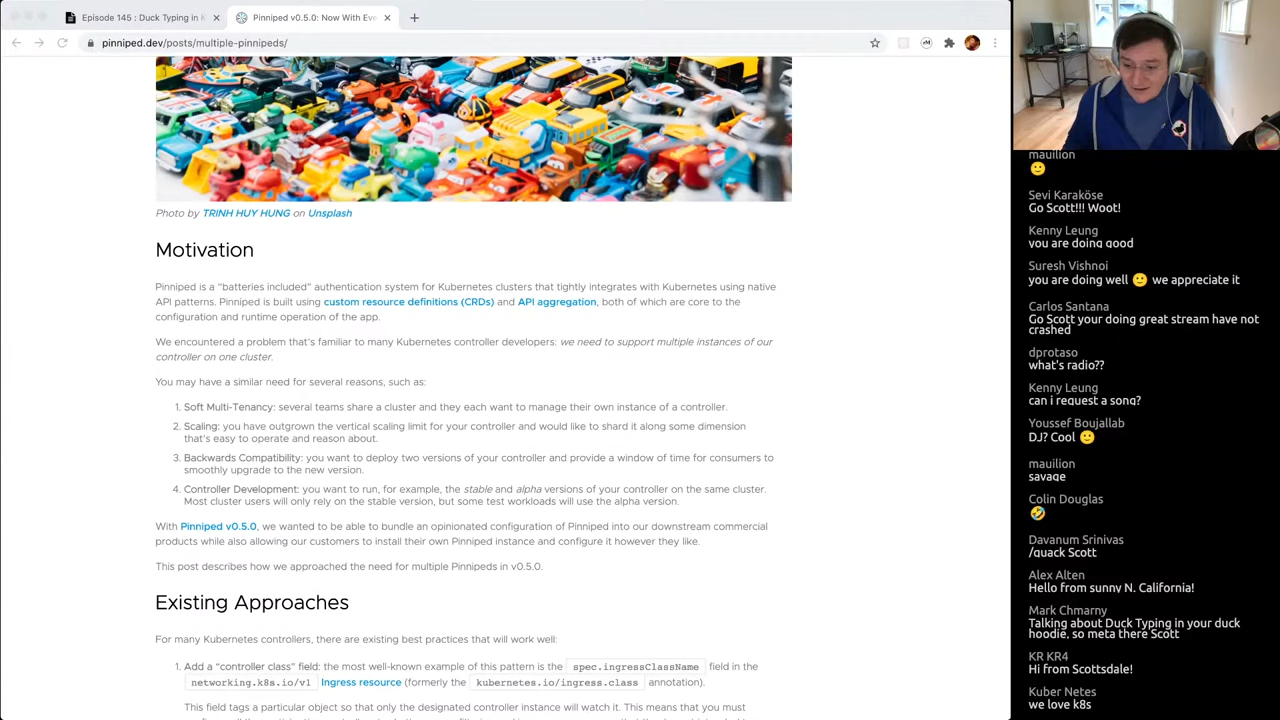 Episode 145 : Duck Typing in K
Pinniped v0.5.0: Now With Eve
pinniped.dev/posts/multiple-pinnipeds/
Photo by TRINH HUY HUNG on Unsplash
Motivation
Pinniped is a “batteries included” authentication system for Kubernetes clusters that tightly integrates with Kubernetes using native
API patterns. Pinniped is built using custom resource definitions (CRDs) and API aggregation, both of which are core to the
configuration and runtime operation of the app.
We encountered a problem that’s familiar to many Kubernetes controller developers: we need to support multiple instances of our
controller on one cluster.
You may have a similar need for several reasons, such as:
1. Soft Multi-Tenancy: several teams share a cluster and they each want to manage their own instance of a controller.
2. Scaling: you have outgrown the vertical scaling limit for your controller and would like to shard it along some dimension
that’s easy to operate and reason about.
3. Backwards Compatibility: you want to deploy two versions of your controller and provide a window of time for consumers to
smoothly upgrade to the new version.
4. Controller Development: you want to run, for example, the stable and alpha versions of your controller on the same cluster.
Most cluster users will only rely on the stable version, but some test workloads will use the alpha version.
With Pinniped v0.5.0, we wanted to be able to bundle an opinionated configuration of Pinniped into our downstream commercial
products while also allowing our customers to install their own Pinniped instance and configure it however they like.
This post describes how we approached the need for multiple Pinnipeds in v0.5.0.
Existing Approaches
For many Kubernetes controllers, there are existing best practices that will work well:
1. Add a “controller class” field: the most well-known example of this pattern is the spec.ingressClassName field in the
networking.k8s.io/v1 Ingress resource (formerly the kubernetes.io/ingress.class annotation).
This field tags a particular object so that only the designated controller instance will watch it. This means that you must
mauilion
🙂
Sevi Karaköse
Go Scott!!! Woot!
Kenny Leung
you are doing good
Suresh Vishnoi
you are doing well 🙂 we appreciate it
Carlos Santana
Go Scott your doing great stream have not
crashed
dprotaso
what's radio??
Kenny Leung
can i request a song?
Youssef Boujallab
DJ? Cool 🙂
mauilion
savage
Colin Douglas
🤣
Davanum Srinivas
/quack Scott
Alex Alten
Hello from sunny N. California!
Mark Chmarny
Talking about Duck Typing in your duck
hoodie, so meta there Scott
KR KR4
Hi from Scottsdale!
Kuber Netes
we love k8s